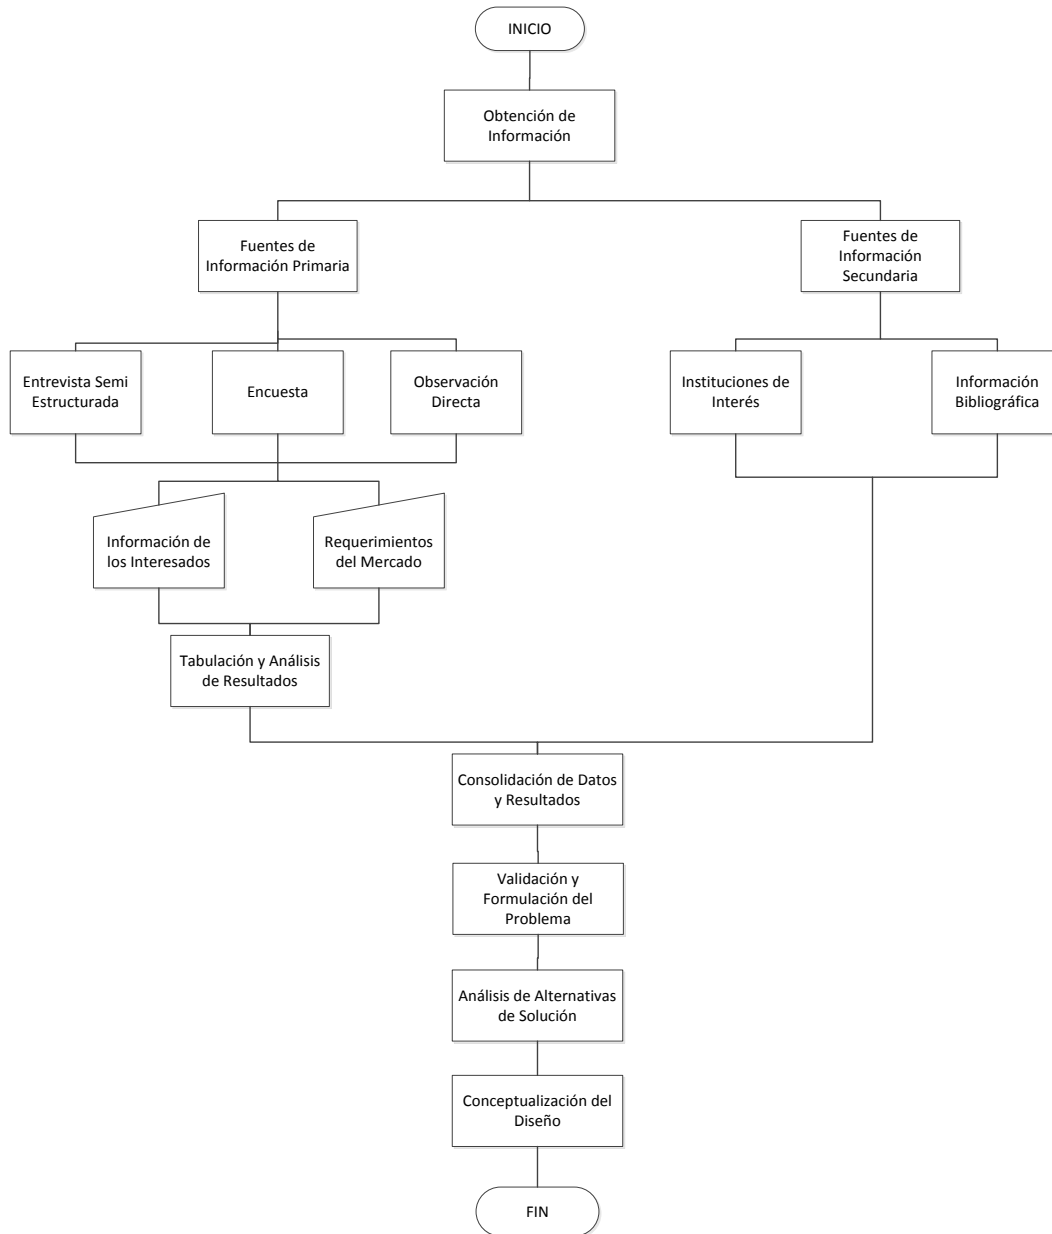 INICIO
Obtención de
Información
Fuentes de
Información Primaria
Fuentes de
Información
Secundaria
Entrevista Semi
Estructurada
Encuesta
Observación
Directa
Instituciones de
Interés
Información
Bibliográfica
Información de
los Interesados
Requerimientos
del Mercado
Tabulación y Análisis
de Resultados
Consolidación de Datos
y Resultados
Validación y
Formulación del
Problema
Análisis de Alternativas
de Solución
Conceptualización del
Diseño
FIN